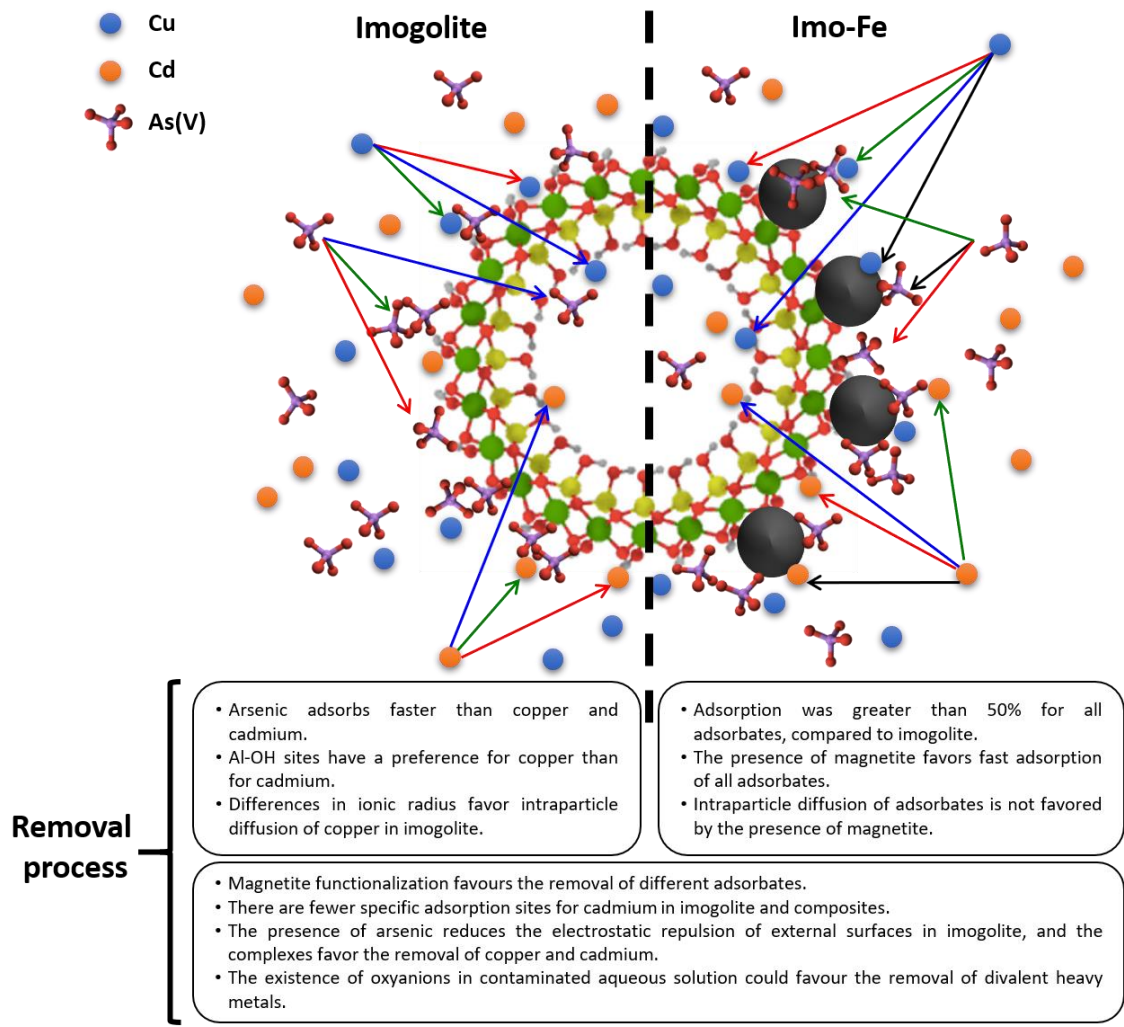 Cu
Cd
As(V)
Imogolite
Imo-Fe
• Arsenic adsorbs faster than copper and
cadmium.
• Al-OH sites have a preference for copper than
for cadmium.
• Differences in ionic radius favor intraparticle
diffusion of copper in imogolite.
• Adsorption was greater than 50% for all
adsorbates, compared to imogolite.
• The presence of magnetite favors fast adsorption
of all adsorbates.
• Intraparticle diffusion of adsorbates is not favored
by the presence of magnetite.
Removal
process
• Magnetite functionalization favours the removal of different adsorbates.
• There are fewer specific adsorption sites for cadmium in imogolite and composites.
• The presence of arsenic reduces the electrostatic repulsion of external surfaces in imogolite, and the
complexes favor the removal of copper and cadmium.
• The existence of oxyanions in contaminated aqueous solution could favour the removal of divalent heavy
metals.